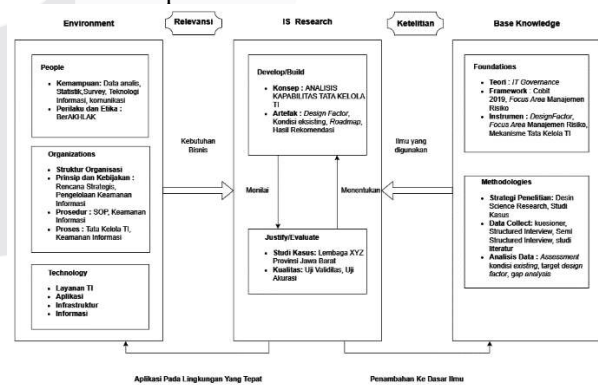 Environment
Relevansi
IS Research
Ketelitian
Base Knowledge
People
• Kemampuan: Data analis,
Statistik,Survey, Teknologi
Informasi, komunikasi
• Perilaku dan Etika :
BerAKHLAK
Organizations
• Struktur Organisasi
• Prinsip dan Kebijakan :
Rencana Strategis,
Pengelolaan Keamanan
Informasi
• Prosedur : SOP, Keamanan
Informasi
• Proses : Tata Kelola TI,
Keamanan Informasi
Technology
• Layanan TI
• Aplikasi
• Infrastruktur
• Informasi
Kebutuhan
Bisnis
Develop/Build
• Konsep : ANALISIS
KAPABILITAS TATA KELOLA
TI
• Artefak : Design Factor,
Kondisi eksisting, Roadmap,
Hasil Rekomendasi
Menilai
Menentukan
Justify/Evaluate
• Studi Kasus: Lembaga XYZ
Provinsi Jawa Barat
• Kualitas: Uji Validitas, Uji
Akurasi
Ilmu yang
digunakan
Foundations
• Teori : IT Governance
• Framework : Cobit
2019, Focus Area Manajemen
Risiko
• Instrumen : DesignFactor,
Focus Area Manajemen Risiko,
Mekanisme Tata Kelola TI
Methodologies
• Strategi Penelitian: Desin
Science Research, Studi
Kasus
• Data Collect: kussioner,
Structured Interview, Semi
Structured Interview, studi
literatur
• Analisis Data : Assessment
kondisi existing, target design
factor, gap analysis
Aplikasi Pada Lingkungan Yang Tepat
Penambahan Ke Dasar Ilmu